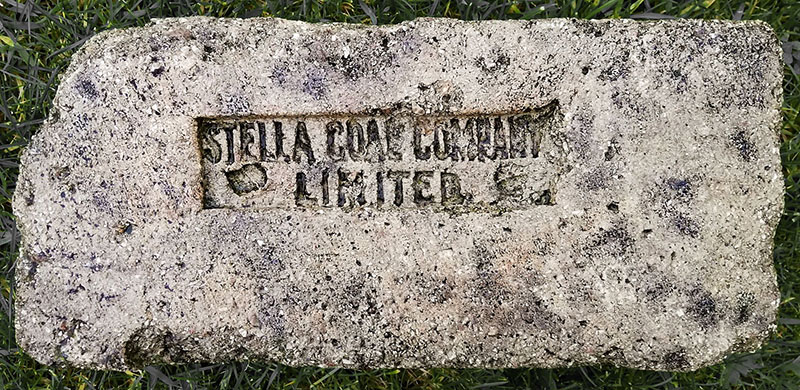 STELLA COAL COMPANY
LIMITED.